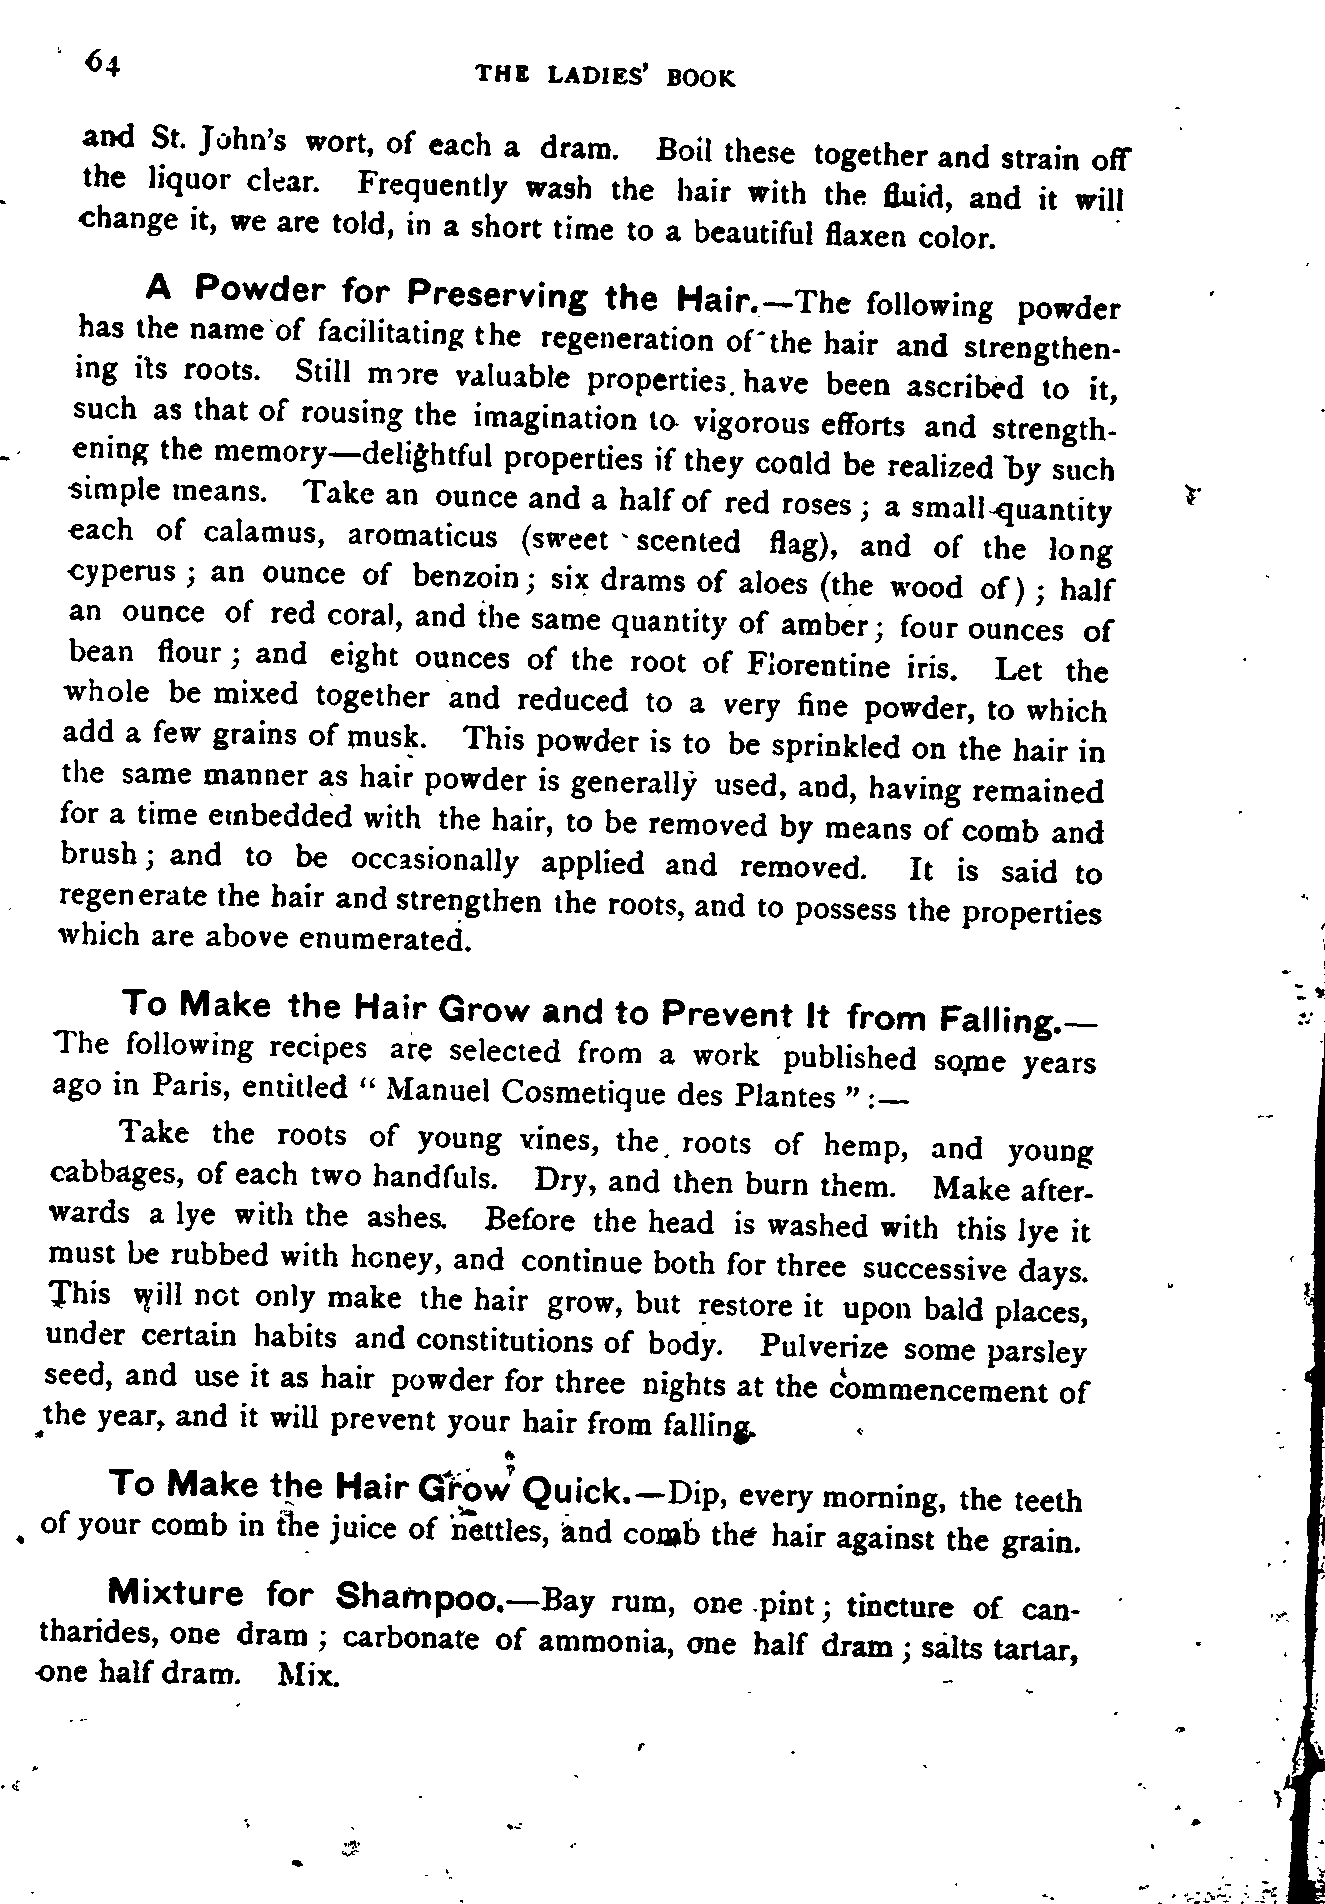 64
THE LADIES' BOOK
and St. John's wort, of each a dram. Boil these together and strain off
the liquor clear. Frequently wash the hair with the fluid, and it will
change it, we are told, in a short time to a beautiful flaxen color.
A Powder for Preserving the Hair.—The following powder
has the name of facilitating the regeneration of the hair and strengthen-
ing its roots. Still more valuable properties have been ascribed to it,
such as that of rousing the imagination to vigorous efforts and strength-
ening the memory—delightful properties if they could be realized by such
simple means. Take an ounce and a half of red roses; a small quantity
each of calamus, aromaticus (sweet scented flag), and of the long
cyperus; an ounce of benzoin; six drams of aloes (the wood of); half
an ounce of red coral, and the same quantity of amber; four ounces of
bean flour; and eight ounces of the root of Florentine iris. Let the
whole be mixed together and reduced to a very fine powder, to which
add a few grains of musk. This powder is to be sprinkled on the hair in
the same manner as hair powder is generally used, and, having remained
for a time embedded with the hair, to be removed by means of comb and
brush; and to be occasionally applied and removed. It is said to
regenerate the hair and strengthen the roots, and to possess the properties
which are above enumerated.
To Make the Hair Grow and to Prevent It from Falling.—
The following recipes are selected from a work published some years
ago in Paris, entitled "Manuel Cosmetique des Plantes":—
Take the roots of young vines, the roots of hemp, and young
cabbages, of each two handfuls. Dry, and then burn them. Make after-
wards a lye with the ashes. Before the head is washed with this lye it
must be rubbed with honey, and continue both for three successive days.
This will not only make the hair grow, but restore it upon bald places,
under certain habits and constitutions of body. Pulverize some parsley
seed, and use it as hair powder for three nights at the commencement of
the year, and it will prevent your hair from falling.
To Make the Hair Grow Quick.—Dip, every morning, the teeth
of your comb in the juice of nettles, and comb the hair against the grain.
Mixture for Shampoo.—Bay rum, one pint; tincture of can-
tharides, one dram; carbonate of ammonia, one half dram; salts tartar,
one half dram. Mix.